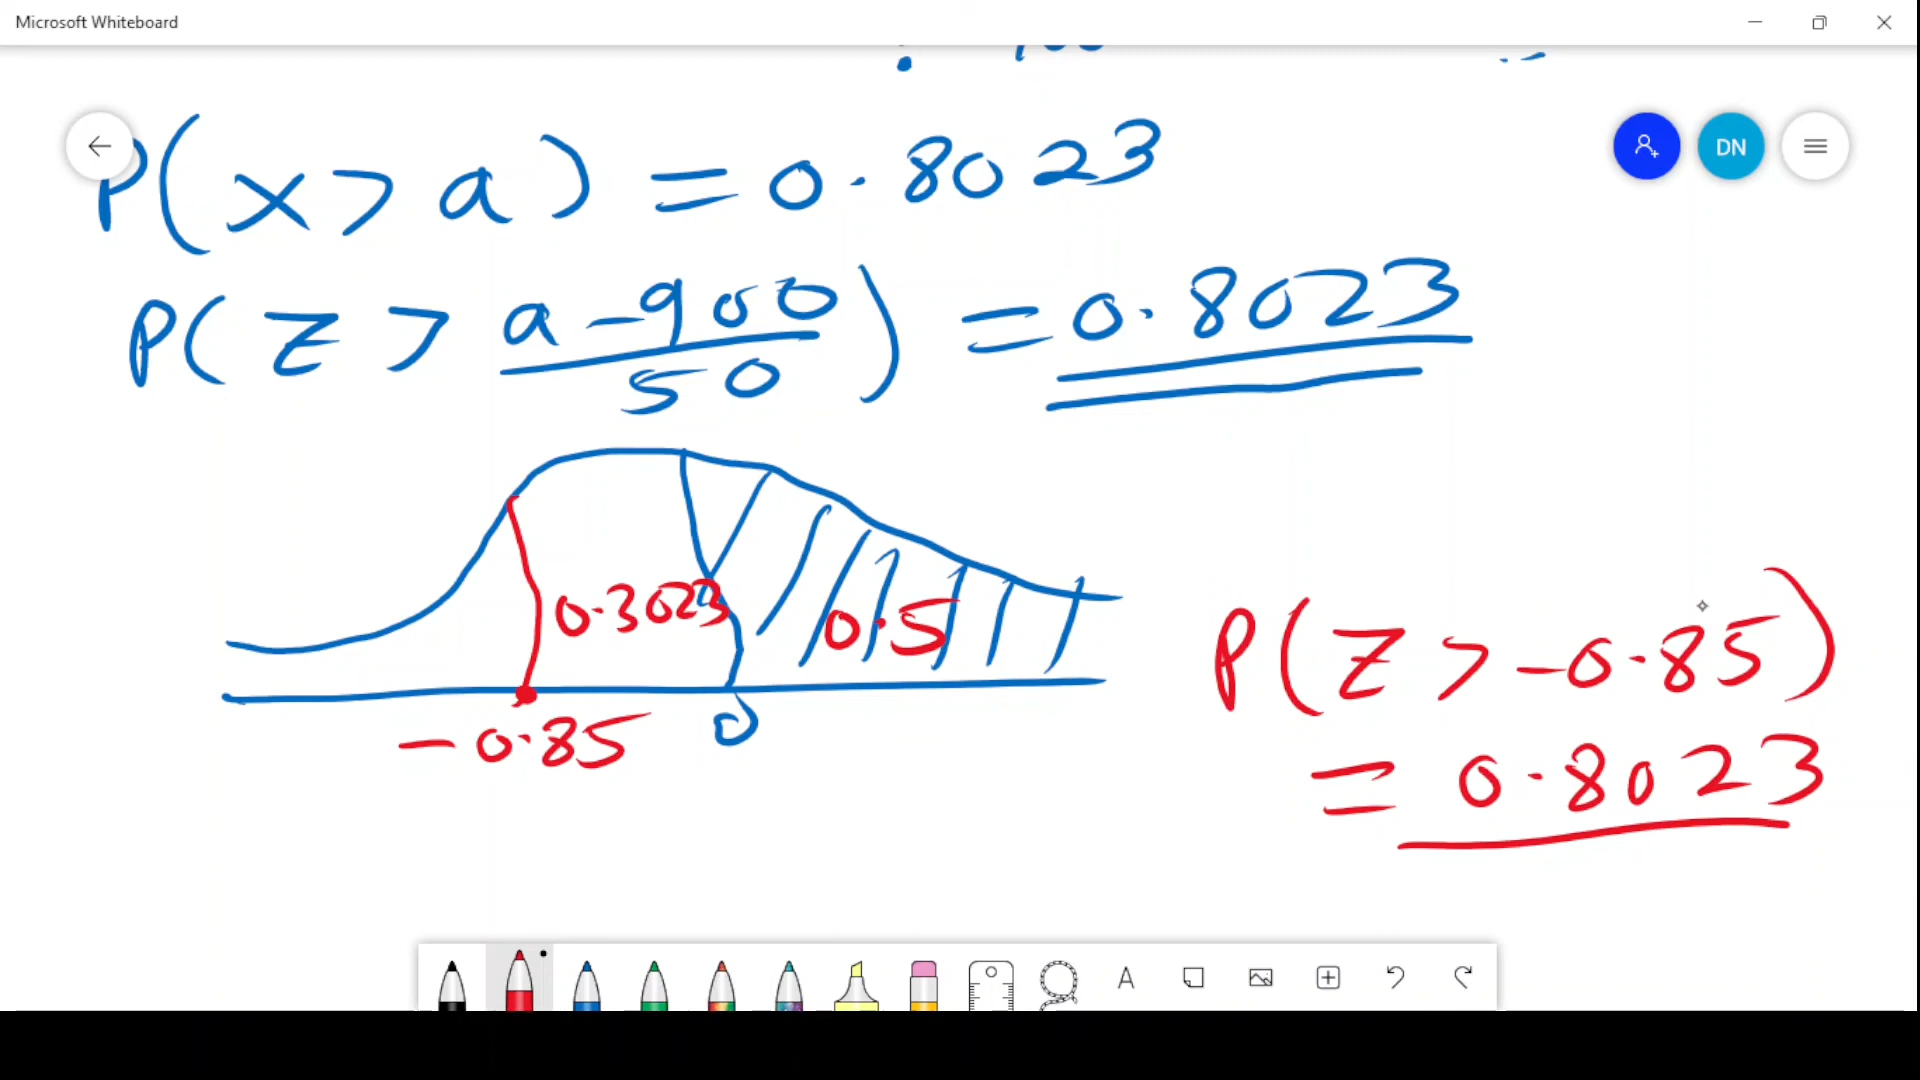 Microsoft Whiteboard
P(x > a) = 0.8023
DN
P(Z > a - 900 / 50) = 0.8023
0.3023
0.5
-0.85
0
P(Z > -0.85)
= 0.8023
A